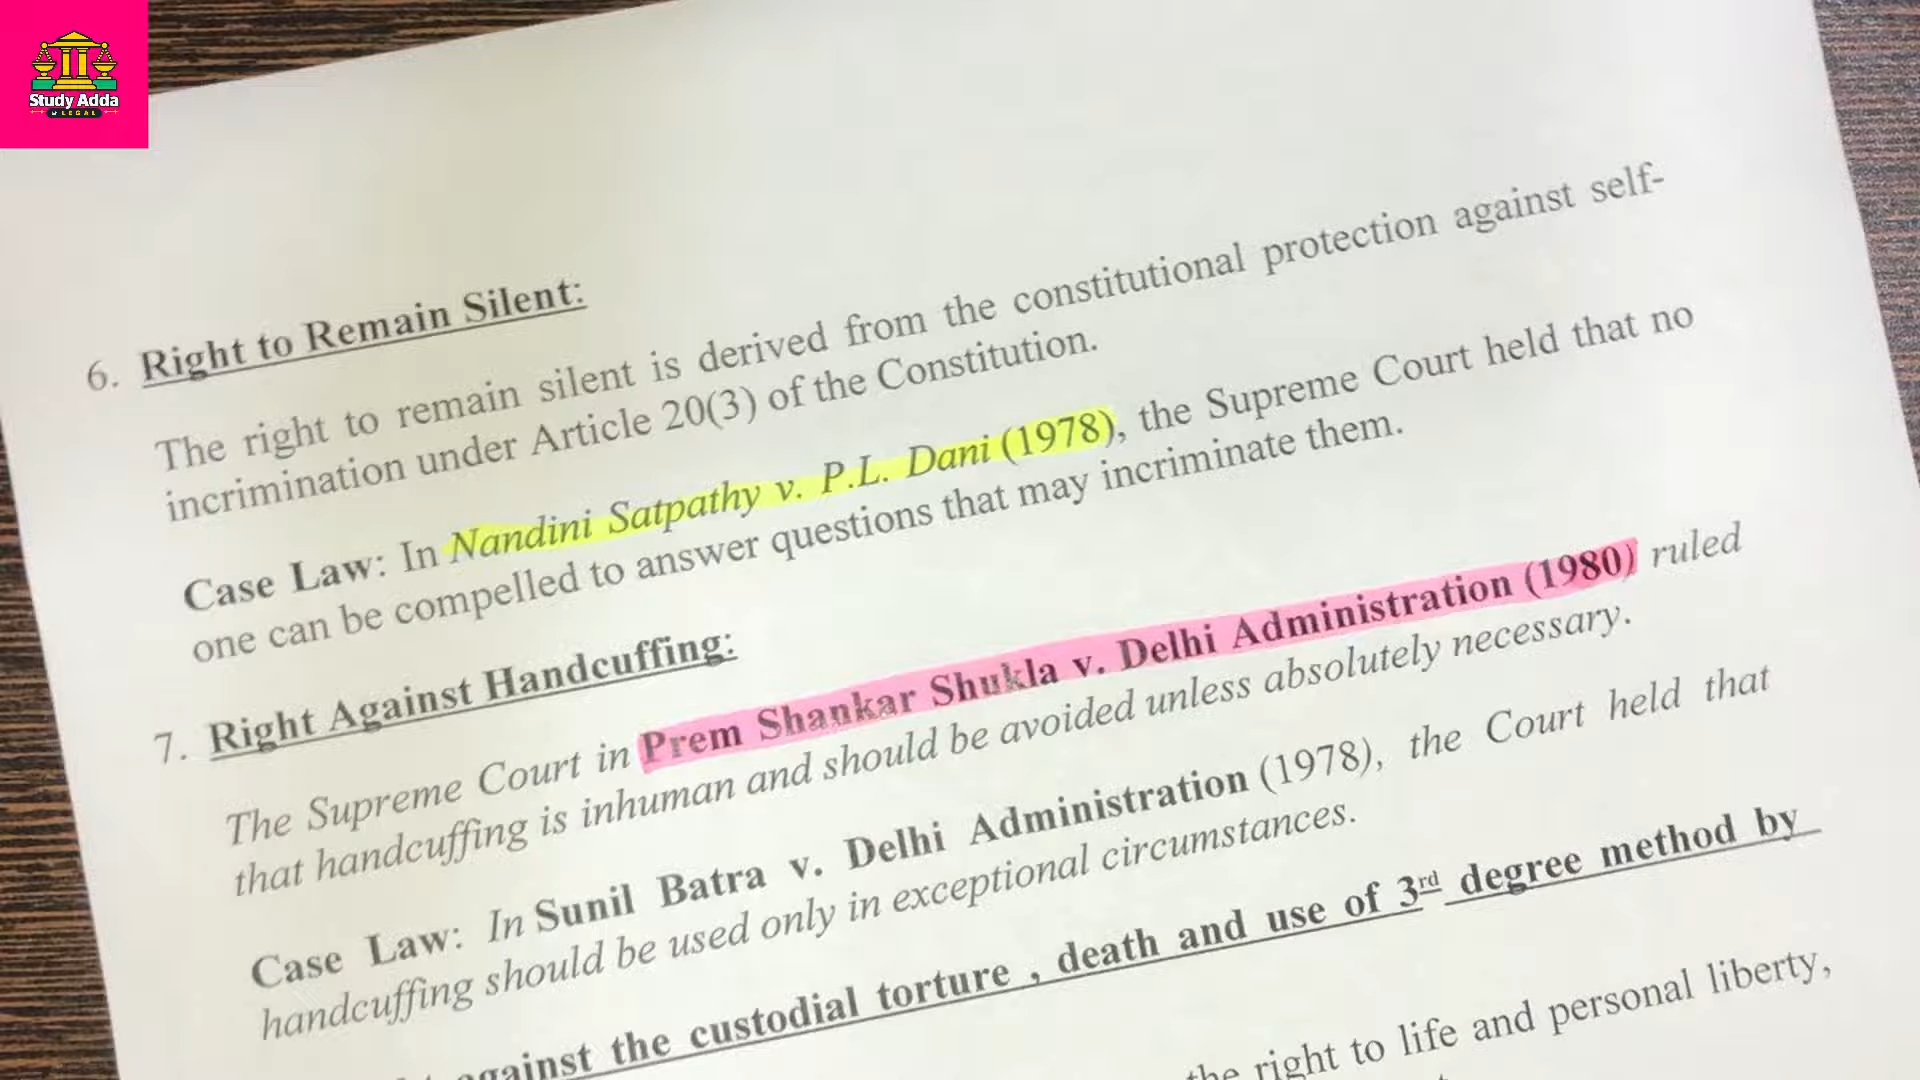 Study Adda
LEGAL
6. Right to Remain Silent:
The right to remain silent is derived from the constitutional protection against self-
incrimination under Article 20(3) of the Constitution.
Case Law: In Nandini Satpathy v. P.L. Dani (1978), the Supreme Court held that no
one can be compelled to answer questions that may incriminate them.
7. Right Against Handcuffing:
The Supreme Court in Prem Shankar Shukla v. Delhi Administration (1980) ruled
that handcuffing is inhuman and should be avoided unless absolutely necessary.
Case Law: In Sunil Batra v. Delhi Administration (1978), the Court held that
handcuffing should be used only in exceptional circumstances.
against the custodial torture , death and use of 3rd degree method by
the right to life and personal liberty,